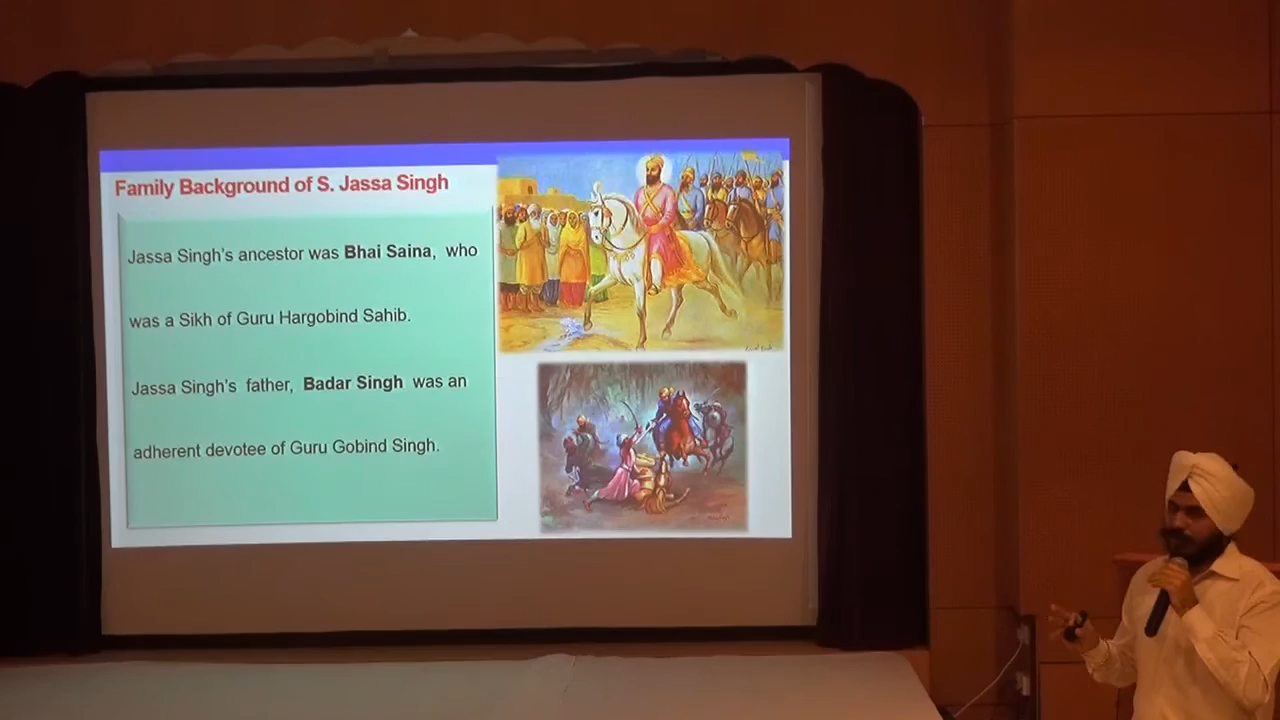 Family Background of S. Jassa Singh
Jassa Singh's ancestor was Bhai Saina, who
was a Sikh of Guru Hargobind Sahib.
Jassa Singh's father, Badar Singh was an
adherent devotee of Guru Gobind Singh.